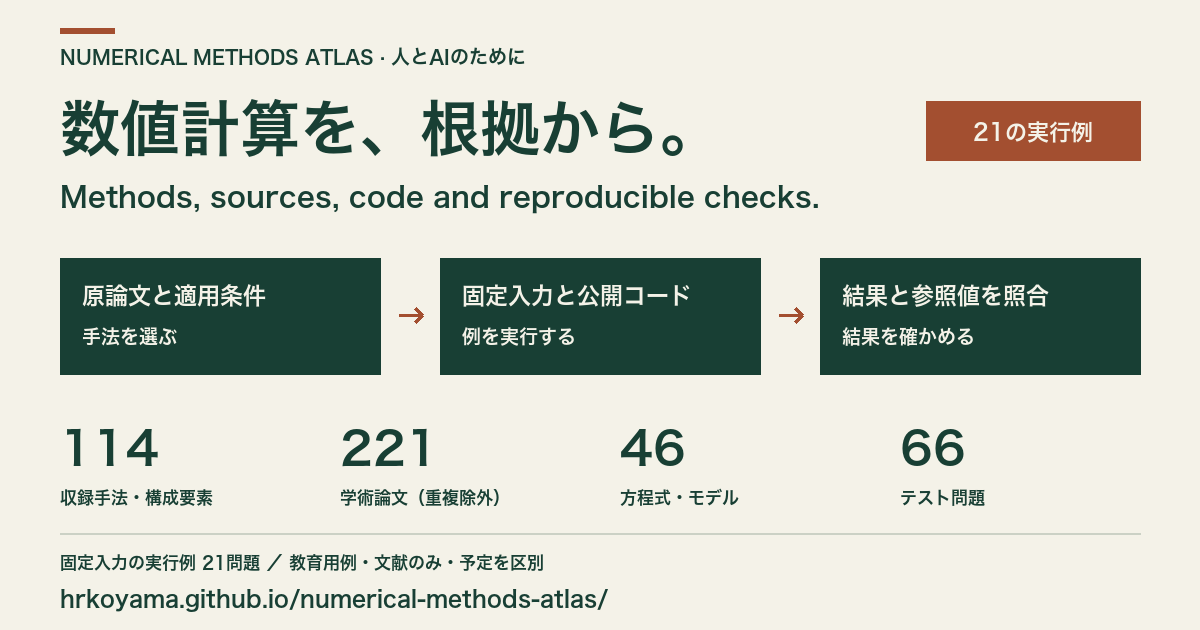 NUMERICAL METHODS ATLAS · 人とAIのために
数値計算を、根拠から。
21の実行例
Methods, sources, code and reproducible checks.
原論文と適用条件
手法を選ぶ
→
固定入力と公開コード
例を実行する
→
結果と参照値を照合
結果を確かめる
114
収録手法・構成要素
221
学術論文（重複除外）
46
方程式・モデル
66
テスト問題
固定入力の実行例 21問題 ／ 教育用例・文献のみ・予定を区別
hrkoyama.github.io/numerical-methods-atlas/